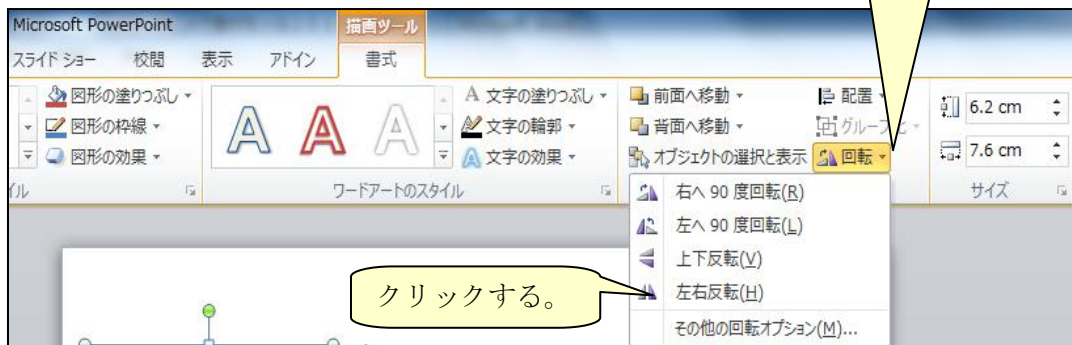 Microsoft PowerPoint
描画ツール
スライド ショー 校閲 表示 アドイン 書式
図形の塗りつぶし
図形の枠線
図形の効果
A A A
文字の塗りつぶし
文字の輪郭
文字の効果
前面へ移動
背面へ移動
オブジェクトの選択と表示
配置
回転
6.2 cm
7.6 cm
イル
ワードアートのスタイル
サイズ
右へ 90 度回転(R)
左へ 90 度回転(L)
上下反転(V)
左右反転(H)
その他の回転オプション(M)...
クリックする。